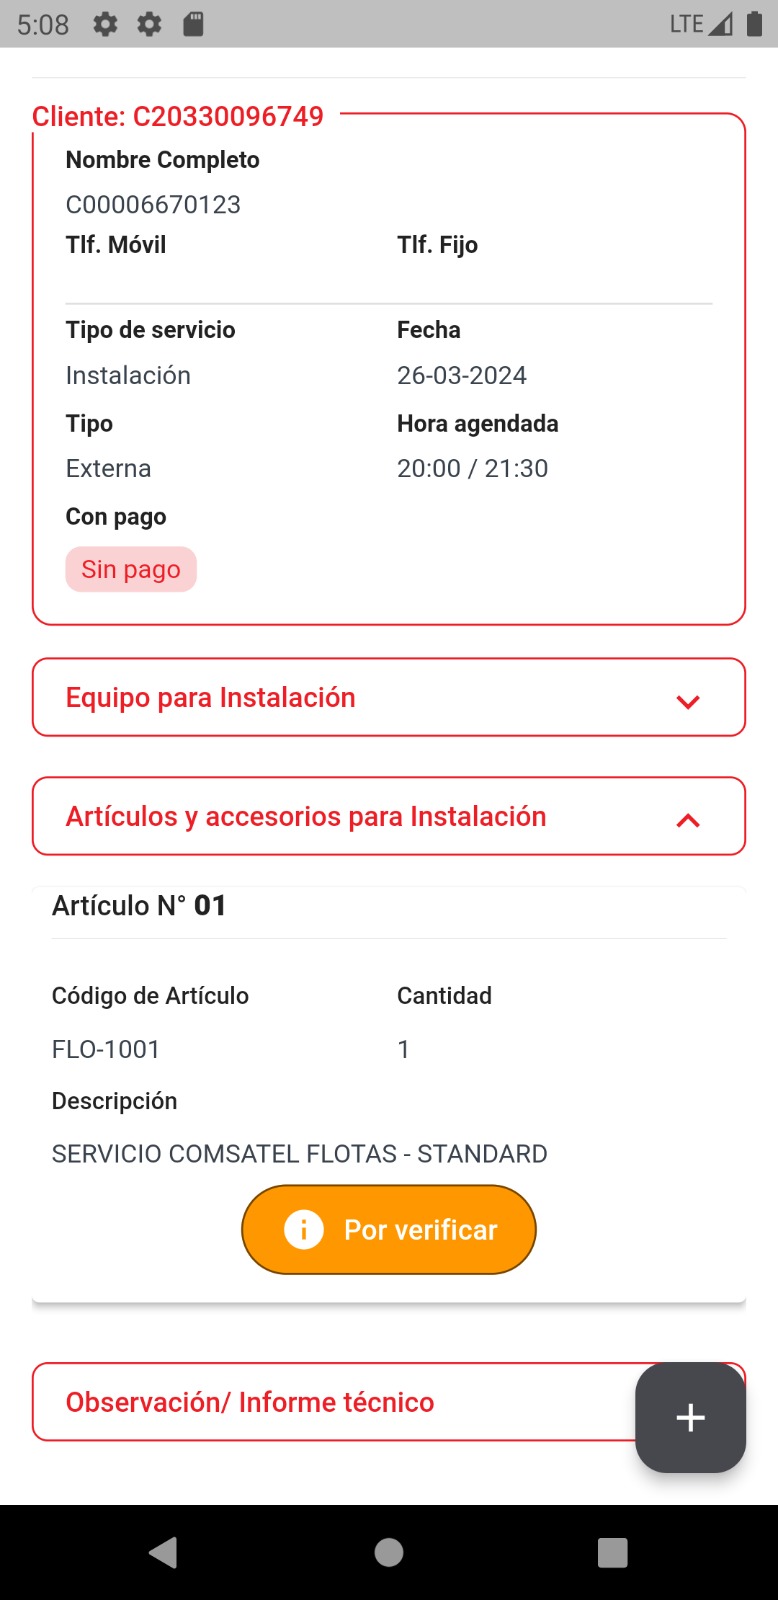 5:08 LTE
Cliente: C20330096749
Nombre Completo
C00006670123
Tlf. Móvil Tlf. Fijo
Tipo de servicio Fecha
Instalación 26-03-2024
Tipo Hora agendada
Externa 20:00 / 21:30
Con pago
Sin pago
Equipo para Instalación
Artículos y accesorios para Instalación
Artículo N° 01
Código de Artículo Cantidad
FLO-1001 1
Descripción
SERVICIO COMSATEL FLOTAS - STANDARD
Por verificar
Observación/ Informe técnico